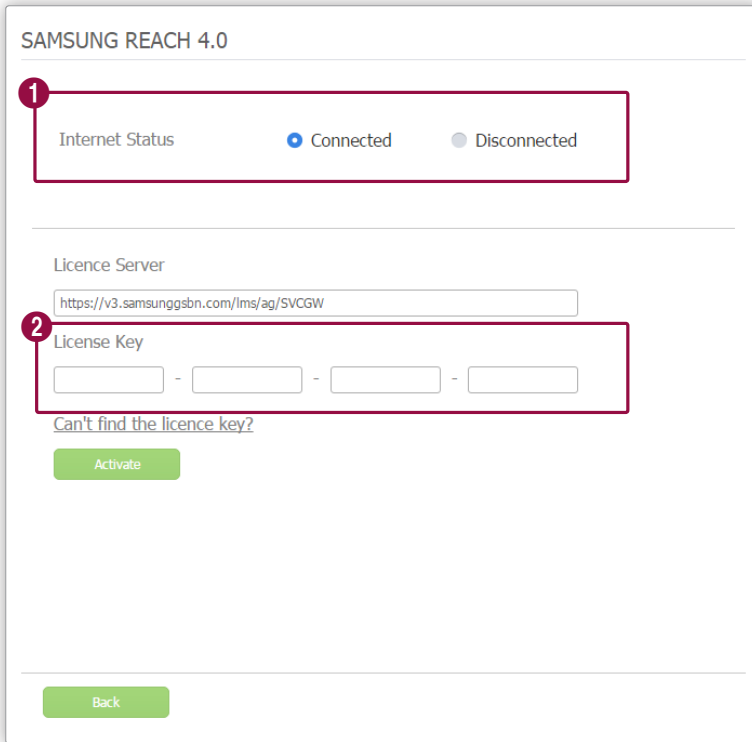 SAMSUNG REACH 4.0
1
Internet Status Connected Disconnected
Licence Server
https://v3.samsunggsbn.com/lms/ag/SVCGW
2
License Key
- - -
Can't find the licence key?
Activate
Back